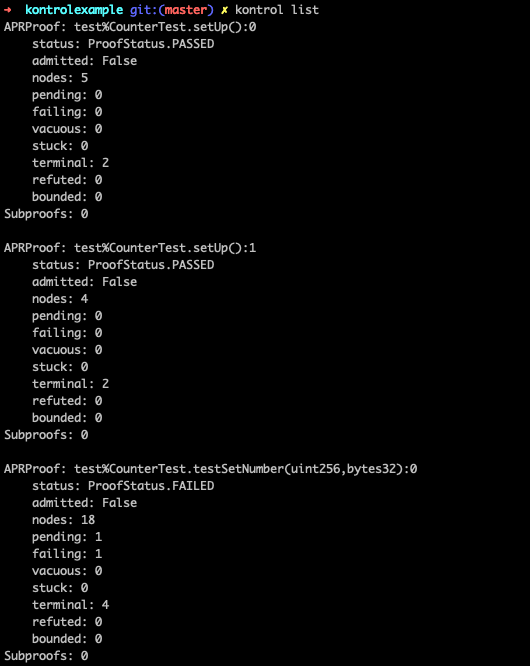 ➜  kontrolexample git:(master) ✗ kontrol list
APRProof: test%CounterTest.setUp():0
    status: ProofStatus.PASSED
    admitted: False
    nodes: 5
    pending: 0
    failing: 0
    vacuous: 0
    stuck: 0
    terminal: 2
    refuted: 0
    bounded: 0
Subproofs: 0

APRProof: test%CounterTest.setUp():1
    status: ProofStatus.PASSED
    admitted: False
    nodes: 4
    pending: 0
    failing: 0
    vacuous: 0
    stuck: 0
    terminal: 2
    refuted: 0
    bounded: 0
Subproofs: 0

APRProof: test%CounterTest.testSetNumber(uint256,bytes32):0
    status: ProofStatus.FAILED
    admitted: False
    nodes: 18
    pending: 1
    failing: 1
    vacuous: 0
    stuck: 0
    terminal: 4
    refuted: 0
    bounded: 0
Subproofs: 0